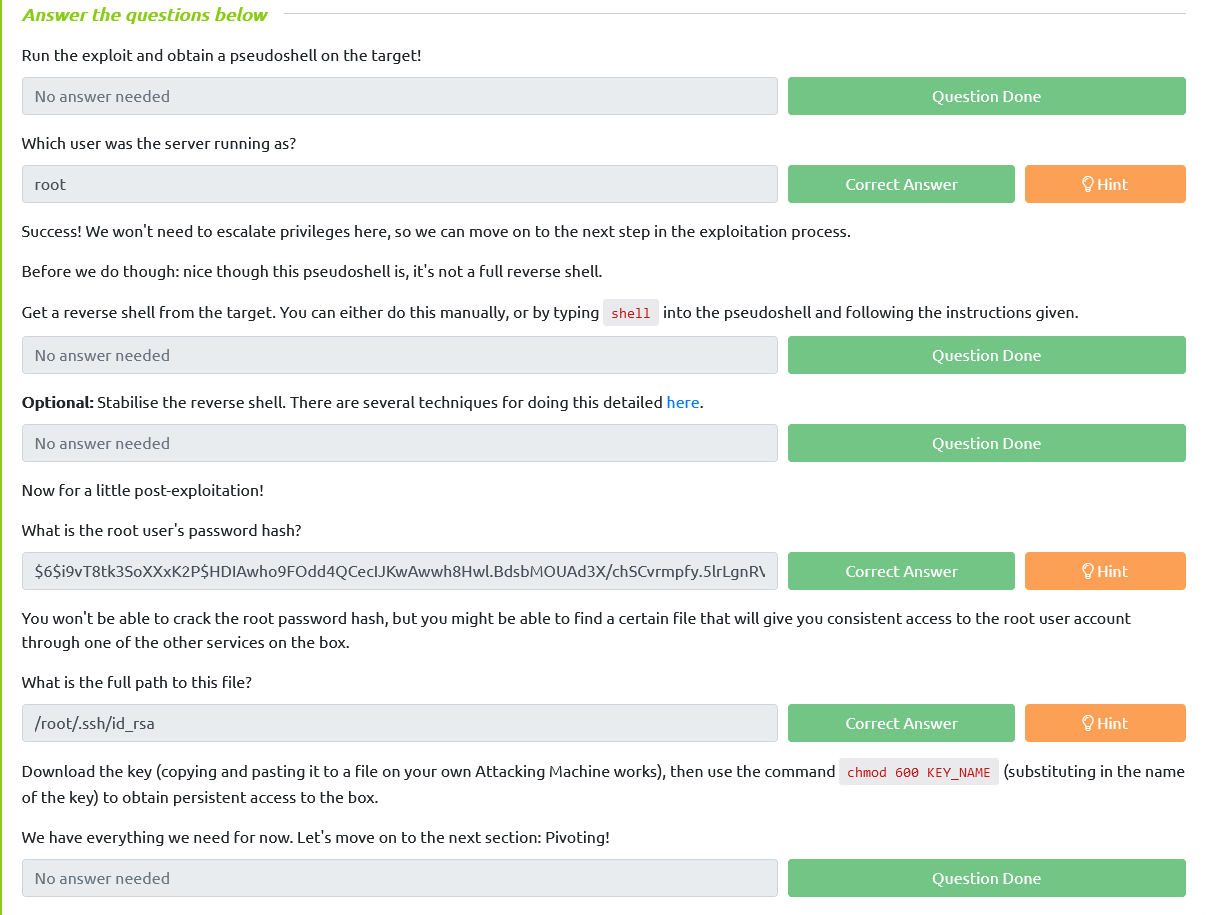 Answer the questions below
Run the exploit and obtain a pseudoshell on the target!
No answer needed
Question Done
Which user was the server running as?
root
Correct Answer
Hint
Success! We won't need to escalate privileges here, so we can move on to the next step in the exploitation process.
Before we do though: nice though this pseudoshell is, it's not a full reverse shell.
Get a reverse shell from the target. You can either do this manually, or by typing shell into the pseudoshell and following the instructions given.
No answer needed
Question Done
Optional: Stabilise the reverse shell. There are several techniques for doing this detailed here.
No answer needed
Question Done
Now for a little post-exploitation!
What is the root user's password hash?
$6$i9vT8tk3SoXXxK2P$HDIAwho9FOdd4QCecIJKwAwwh8Hwl.BdsbMOUAd3X/chSCvrmpfy.5lrLgnRV
Correct Answer
Hint
You won't be able to crack the root password hash, but you might be able to find a certain file that will give you consistent access to the root user account
through one of the other services on the box.
What is the full path to this file?
/root/.ssh/id_rsa
Correct Answer
Hint
Download the key (copying and pasting it to a file on your own Attacking Machine works), then use the command chmod 600 KEY_NAME (substituting in the name
of the key) to obtain persistent access to the box.
We have everything we need for now. Let's move on to the next section: Pivoting!
No answer needed
Question Done